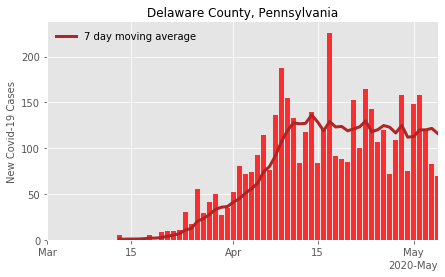 Delaware County, Pennsylvania
7 day moving average
New Covid-19 Cases
200
150
100
50
0
Mar
15
Apr
15
May
2020-May